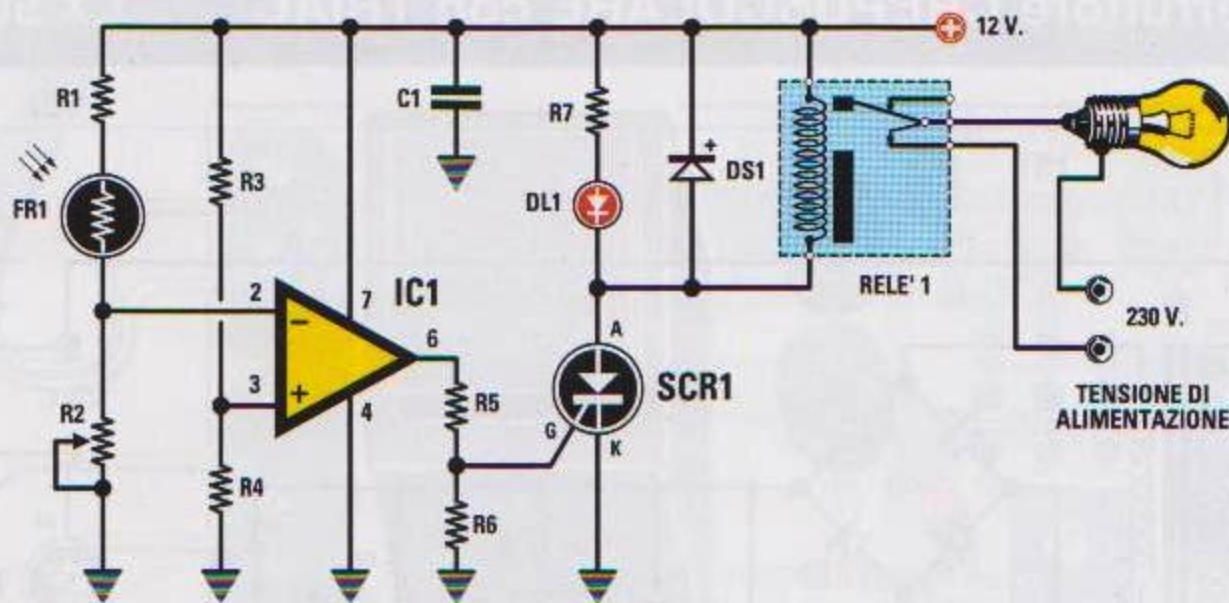 12 V.
R1
C1
R7
R3
DS1
FR1
DL1
RELE' 1
IC1
2
7
6
230 V.
3
4
R5
SCR1
TENSIONE DI
ALIMENTAZIONE
R2
A
G
K
R4
R6